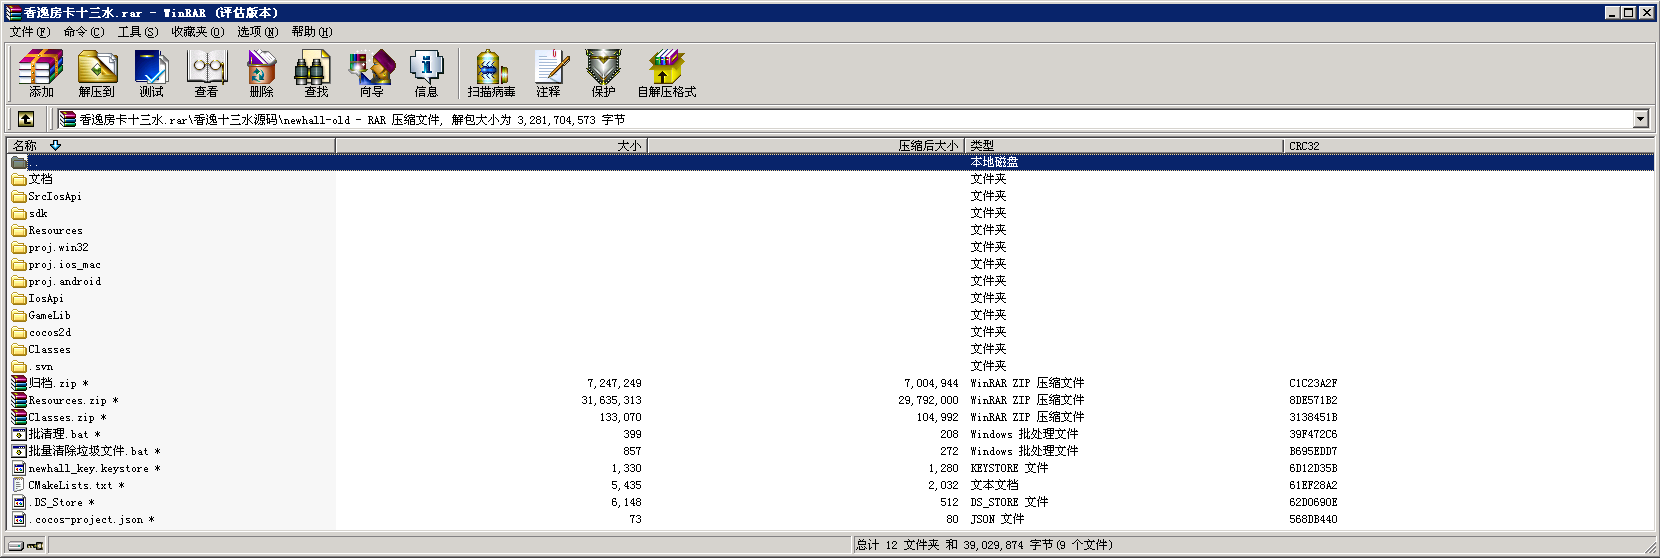 香逸房卡十三水.rar - WinRAR (评估版本)
文件(F) 命令(C) 工具(S) 收藏夹(O) 选项(N) 帮助(H)
添加 解压到 测试 查看 删除 查找 向导 信息 扫描病毒 注释 保护 自解压格式
香逸房卡十三水.rar\香逸十三水源码\newhall-old - RAR 压缩文件, 解包大小为 3,281,704,573 字节
名称 大小 压缩后大小 类型 CRC32
.. 本地磁盘
文档 文件夹
SrcIosApi 文件夹
sdk 文件夹
Resources 文件夹
proj.win32 文件夹
proj.ios_mac 文件夹
proj.android 文件夹
IosApi 文件夹
GameLib 文件夹
cocos2d 文件夹
Classes 文件夹
.svn 文件夹
归档.zip * 7,247,249 7,004,944 WinRAR ZIP 压缩文件 C1C23A2F
Resources.zip * 31,635,313 29,792,000 WinRAR ZIP 压缩文件 8DE571B2
Classes.zip * 133,070 104,992 WinRAR ZIP 压缩文件 3138451B
批清理.bat * 399 208 Windows 批处理文件 39F472C6
批量清除垃圾文件.bat * 857 272 Windows 批处理文件 B695EDD7
newhall_key.keystore * 1,330 1,280 KEYSTORE 文件 6D12D35B
CMakeLists.txt * 5,435 2,032 文本文档 61EF28A2
.DS_Store * 6,148 512 DS_STORE 文件 62D0690E
.cocos-project.json * 73 80 JSON 文件 568DB440
总计 12 文件夹 和 39,029,874 字节(9 个文件)